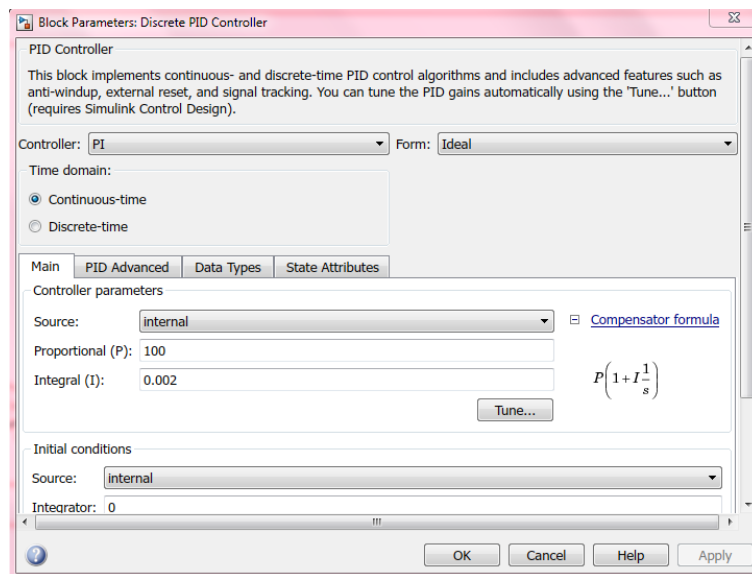 Block Parameters: Discrete PID Controller
PID Controller
This block implements continuous- and discrete-time PID control algorithms and includes advanced features such as
anti-windup, external reset, and signal tracking. You can tune the PID gains automatically using the 'Tune...' button
(requires Simulink Control Design).
Controller: PI Form: Ideal
Time domain:
Continuous-time
Discrete-time
Main PID Advanced Data Types State Attributes
Controller parameters
Source: internal Compensator formula
Proportional (P): 100
Integral (I): 0.002
P(1+I1/s)
Tune...
Initial conditions
Source: internal
Integrator: 0
OK Cancel Help Apply